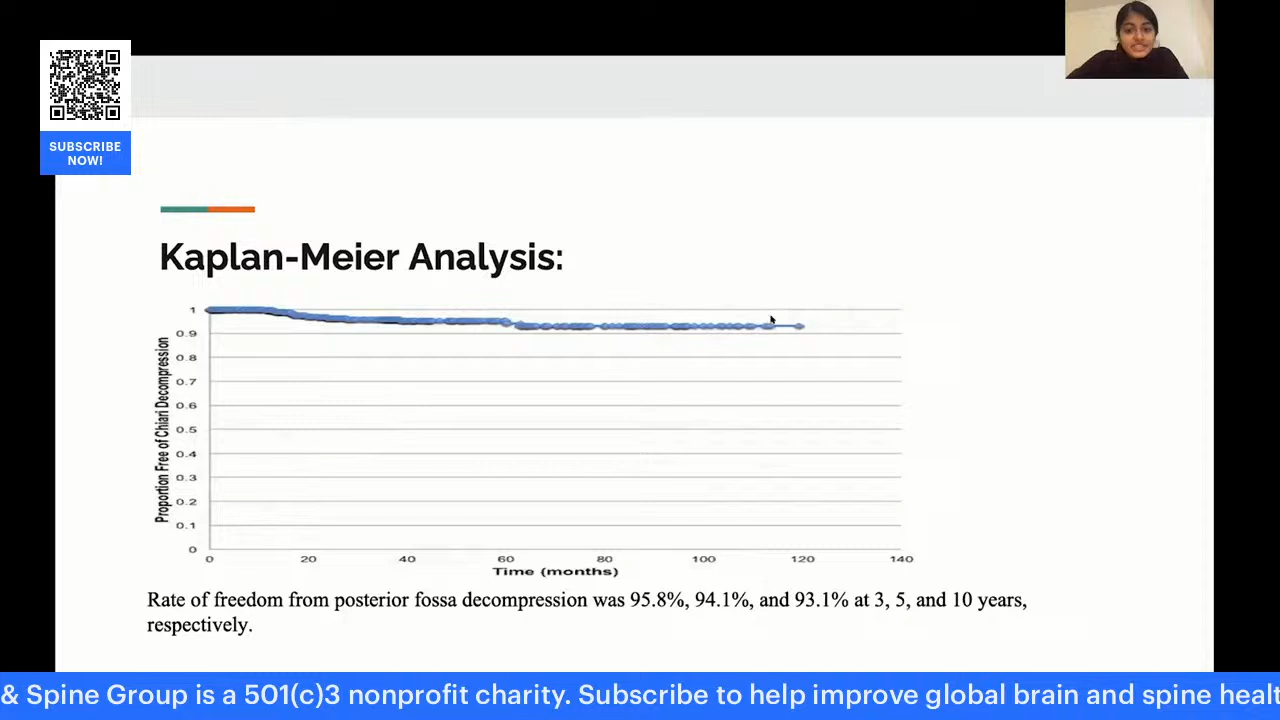 SUBSCRIBE
NOW!
Kaplan-Meier Analysis:
Proportion Free of Chiari Decompression
1
0.9
0.8
0.7
0.6
0.5
0.4
0.3
0.2
0.1
0
0 20 40 60 80 100 120 140
Time (months)
Rate of freedom from posterior fossa decompression was 95.8%, 94.1%, and 93.1% at 3, 5, and 10 years,
respectively.
& Spine Group is a 501(c)3 nonprofit charity. Subscribe to help improve global brain and spine healt